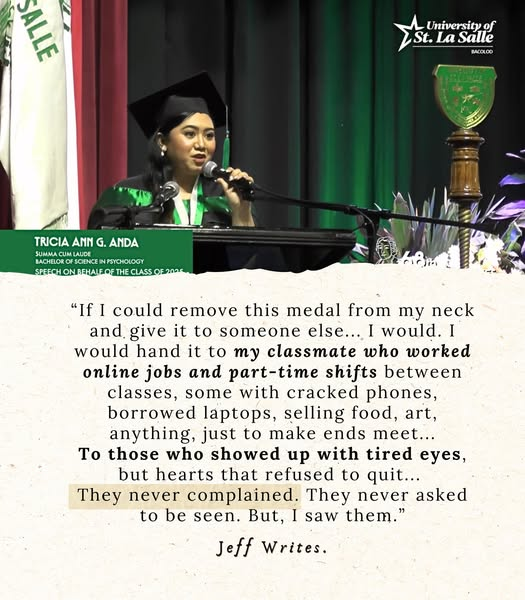 SALLE
University of
St. La Salle
BACOLOD
TRICIA ANN G. ANDA
SUMMA CUM LAUDE
BACHELOR OF SCIENCE IN PSYCHOLOGY
SPEECH ON BEHALF OF THE CLASS OF 2025
“If I could remove this medal from my neck
and give it to someone else... I would. I
would hand it to my classmate who worked
online jobs and part-time shifts between
classes, some with cracked phones,
borrowed laptops, selling food, art,
anything, just to make ends meet...
To those who showed up with tired eyes,
but hearts that refused to quit...
They never complained. They never asked
to be seen. But, I saw them.”
Jeff Writes.